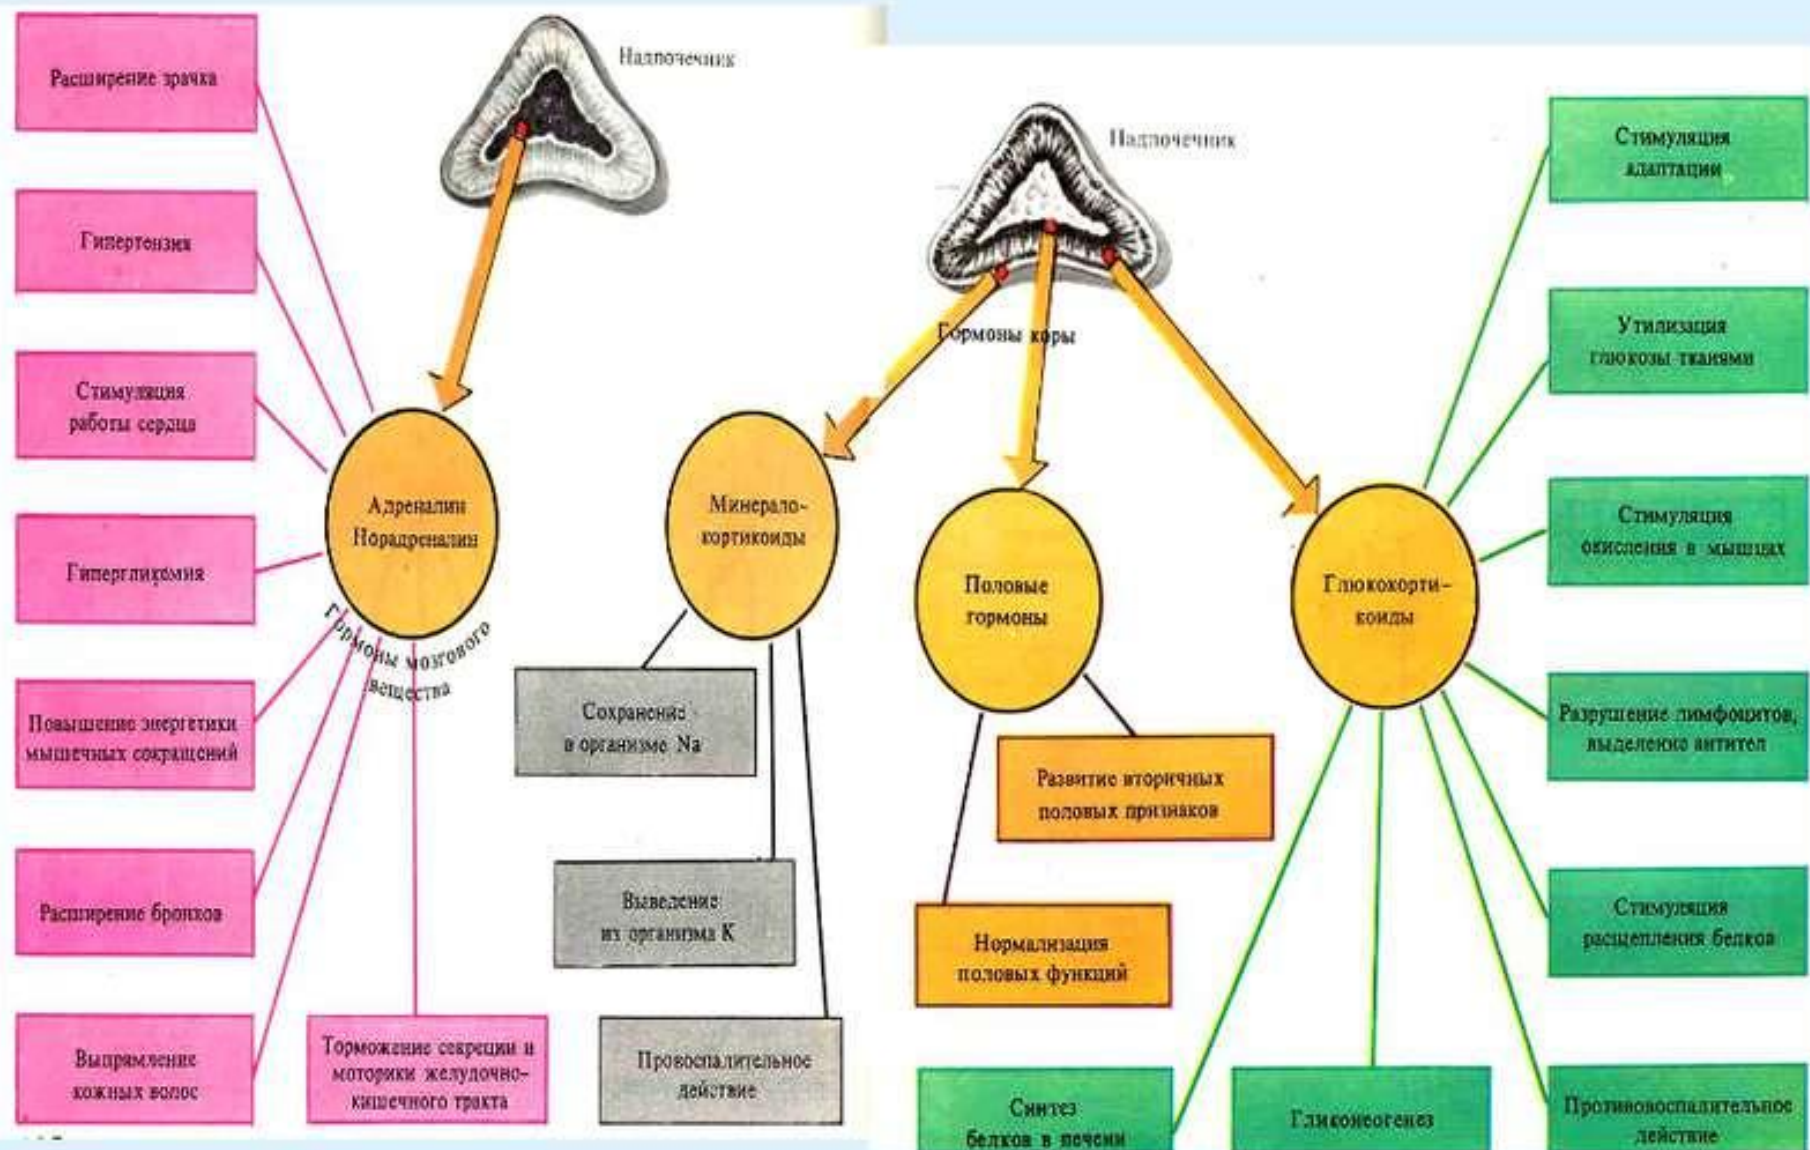 Расширение зрачка
Гипертензия
Стимуляция
работы сердца
Гипергликемия
Повышение энергетики
мышечных сокращений
Расширение бронхов
Выпрямление
кожных волос
Торможение секреции и
моторики желудочно-
кишечного тракта
Надпочечник
Адреналин
Норадреналин
Гормоны мозгового
вещества
Надпочечник
Гормоны коры
Минерало-
кортикоиды
Сохранение
в организме Na
Выведение
из организма K
Провоспалительное
действие
Половые
гормоны
Развитие вторичных
половых признаков
Нормализация
половых функций
Глюкокорти-
коиды
Стимуляция
адаптации
Утилизация
глюкозы тканями
Стимуляция
окисления в мышцах
Разрушение лимфоцитов,
выделение антител
Стимуляция
расщепления белков
Синтез
белков в печени
Гликонеогенез
Противовоспалительное
действие